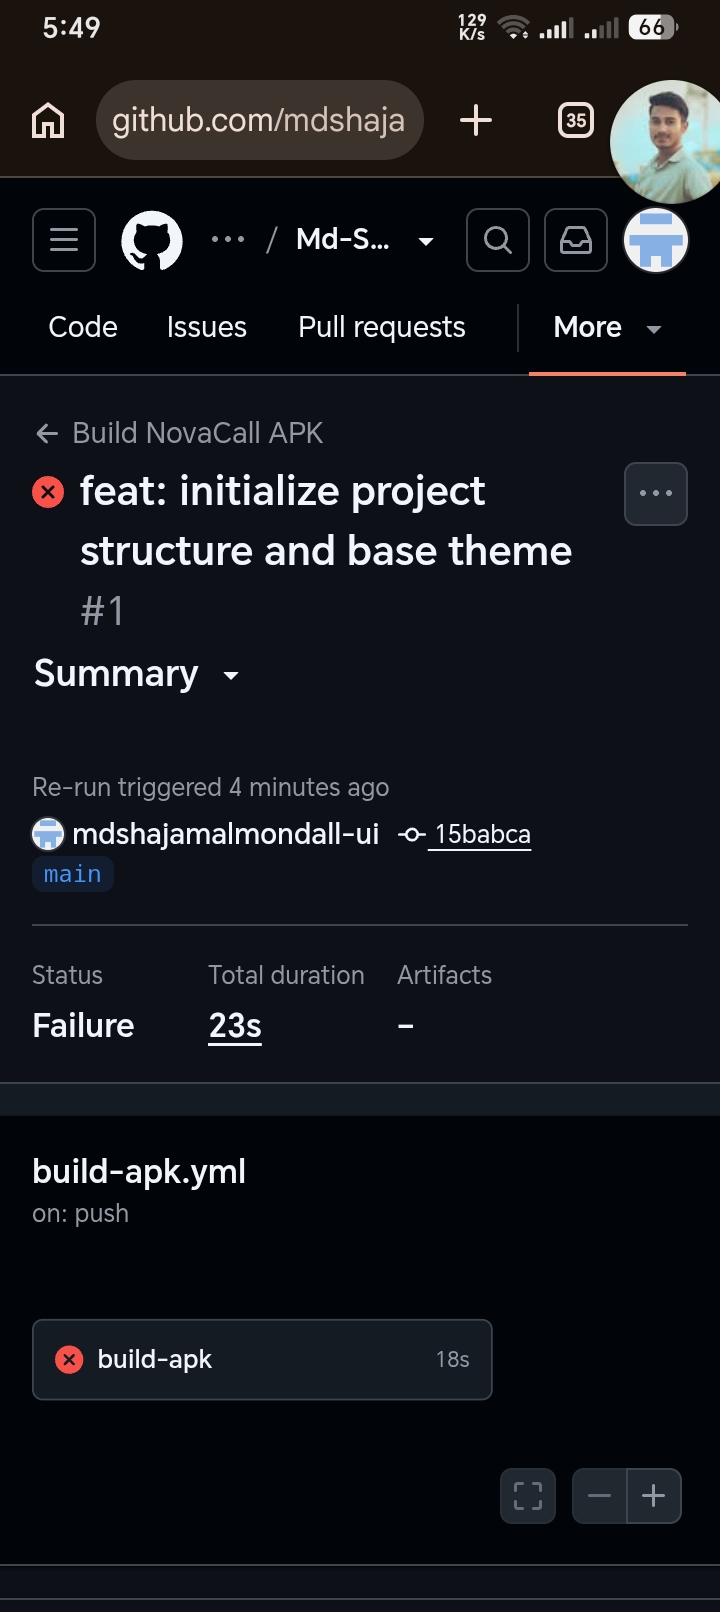 5:49
129
K/s
66
github.com/mdshaja
35
/ Md-S...
Code Issues Pull requests More
Build NovaCall APK
feat: initialize project
structure and base theme
#1
Summary
Re-run triggered 4 minutes ago
mdshajamalmondall-ui 15babca
main
Status Total duration Artifacts
Failure 23s –
build-apk.yml
on: push
build-apk 18s